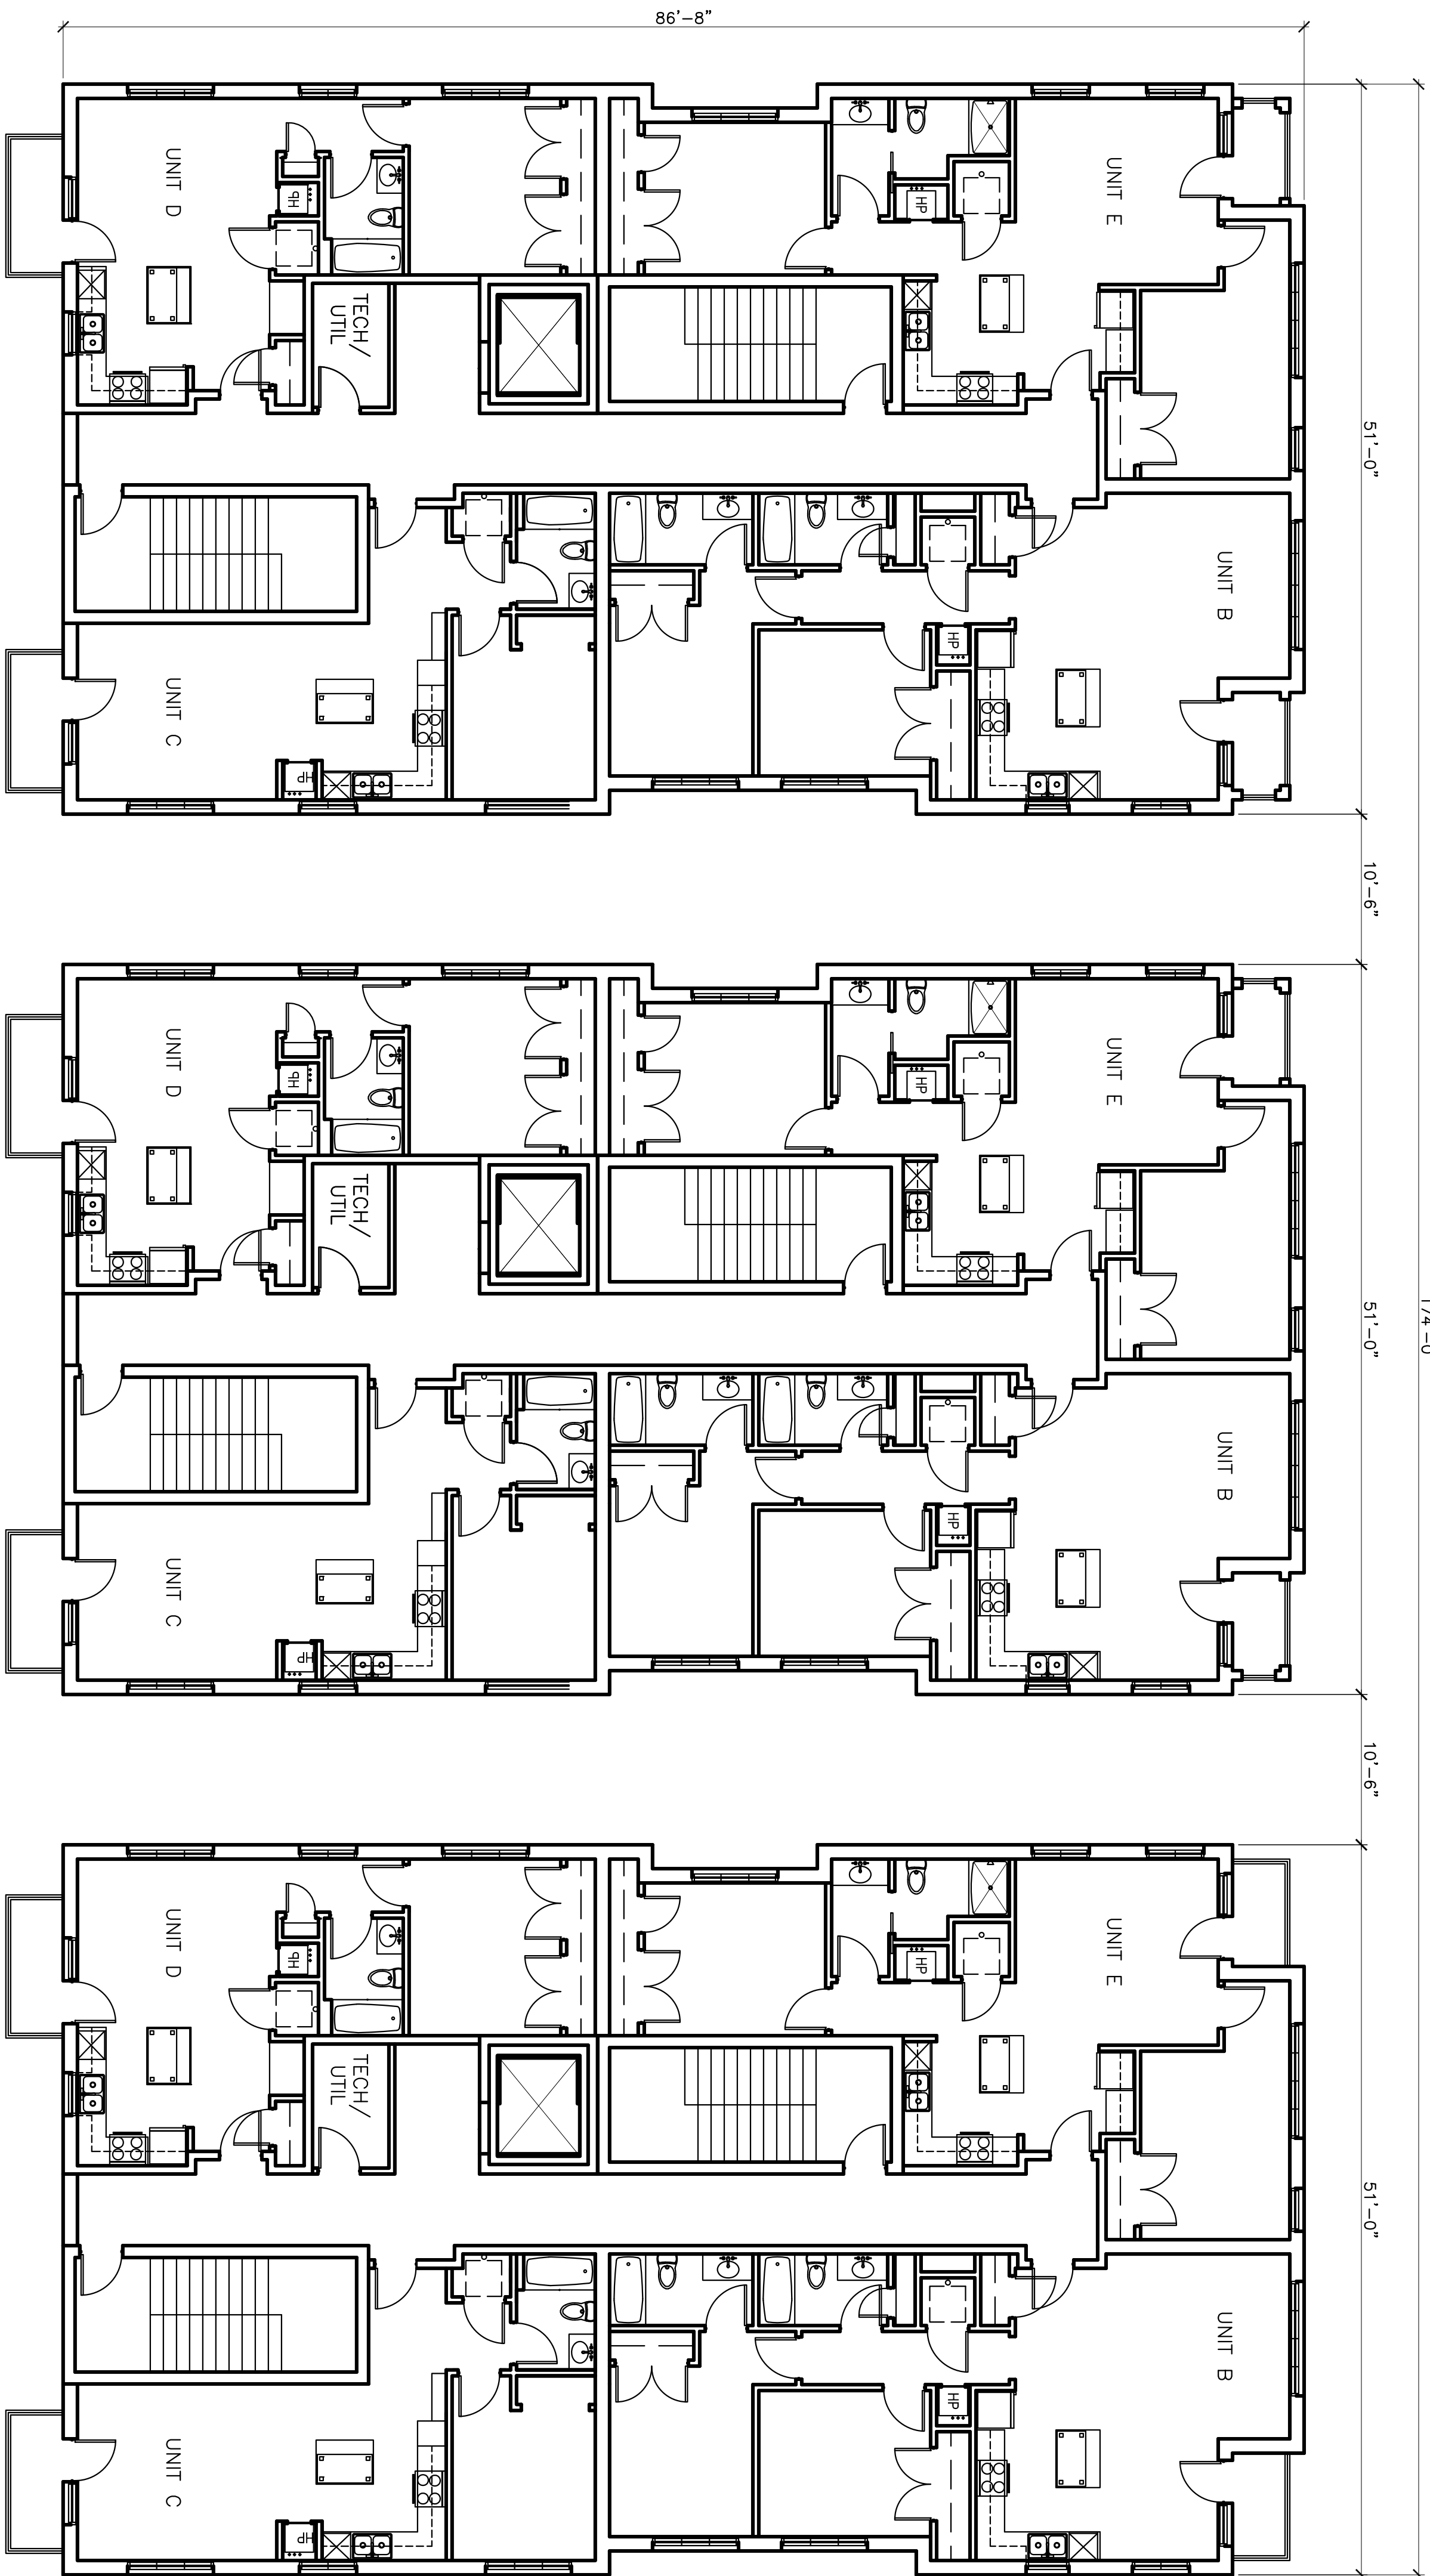 86'-8"
UNIT D
HP
TECH/
UTIL
HP
UNIT E
51'-0"
UNIT B
HP
UNIT C
HP
10'-6"
UNIT D
HP
TECH/
UTIL
HP
UNIT E
51'-0"
UNIT B
HP
UNIT C
HP
10'-6"
UNIT D
HP
TECH/
UTIL
HP
UNIT E
51'-0"
UNIT B
HP
UNIT C
HP